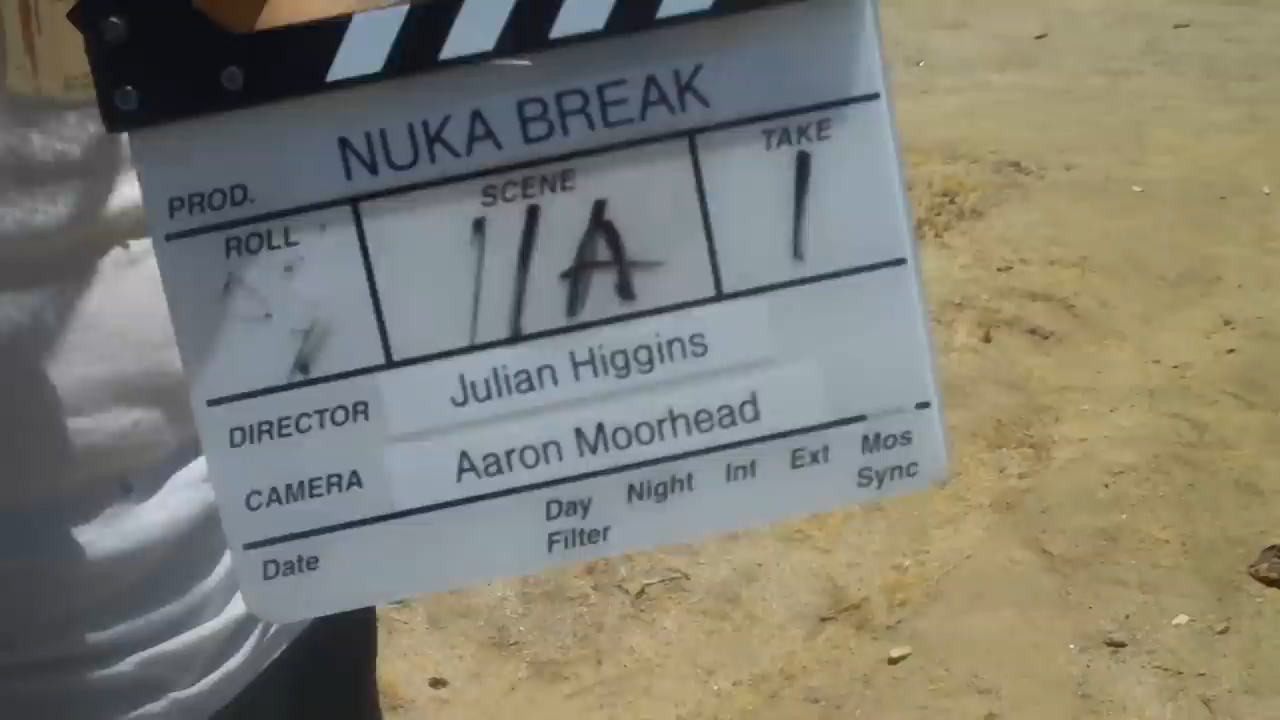 NUKA BREAK
PROD.
ROLL
SCENE
TAKE
11A
1
DIRECTOR
Julian Higgins
CAMERA
Aaron Moorhead
Date
Day Night Int Ext Mos
Filter
Sync